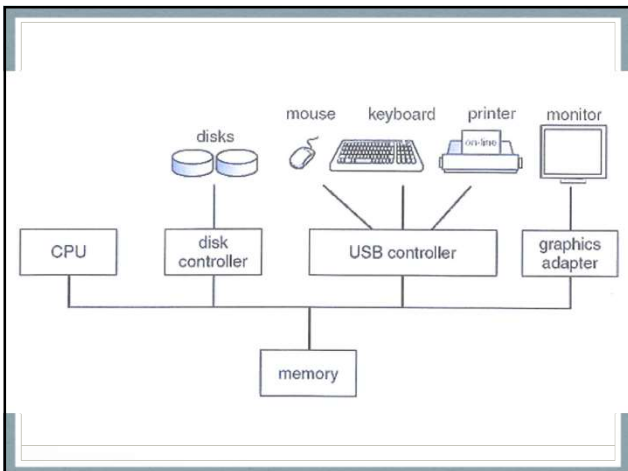 mouse keyboard printer monitor
disks
on-line
CPU
disk
controller
USB controller
graphics
adapter
memory